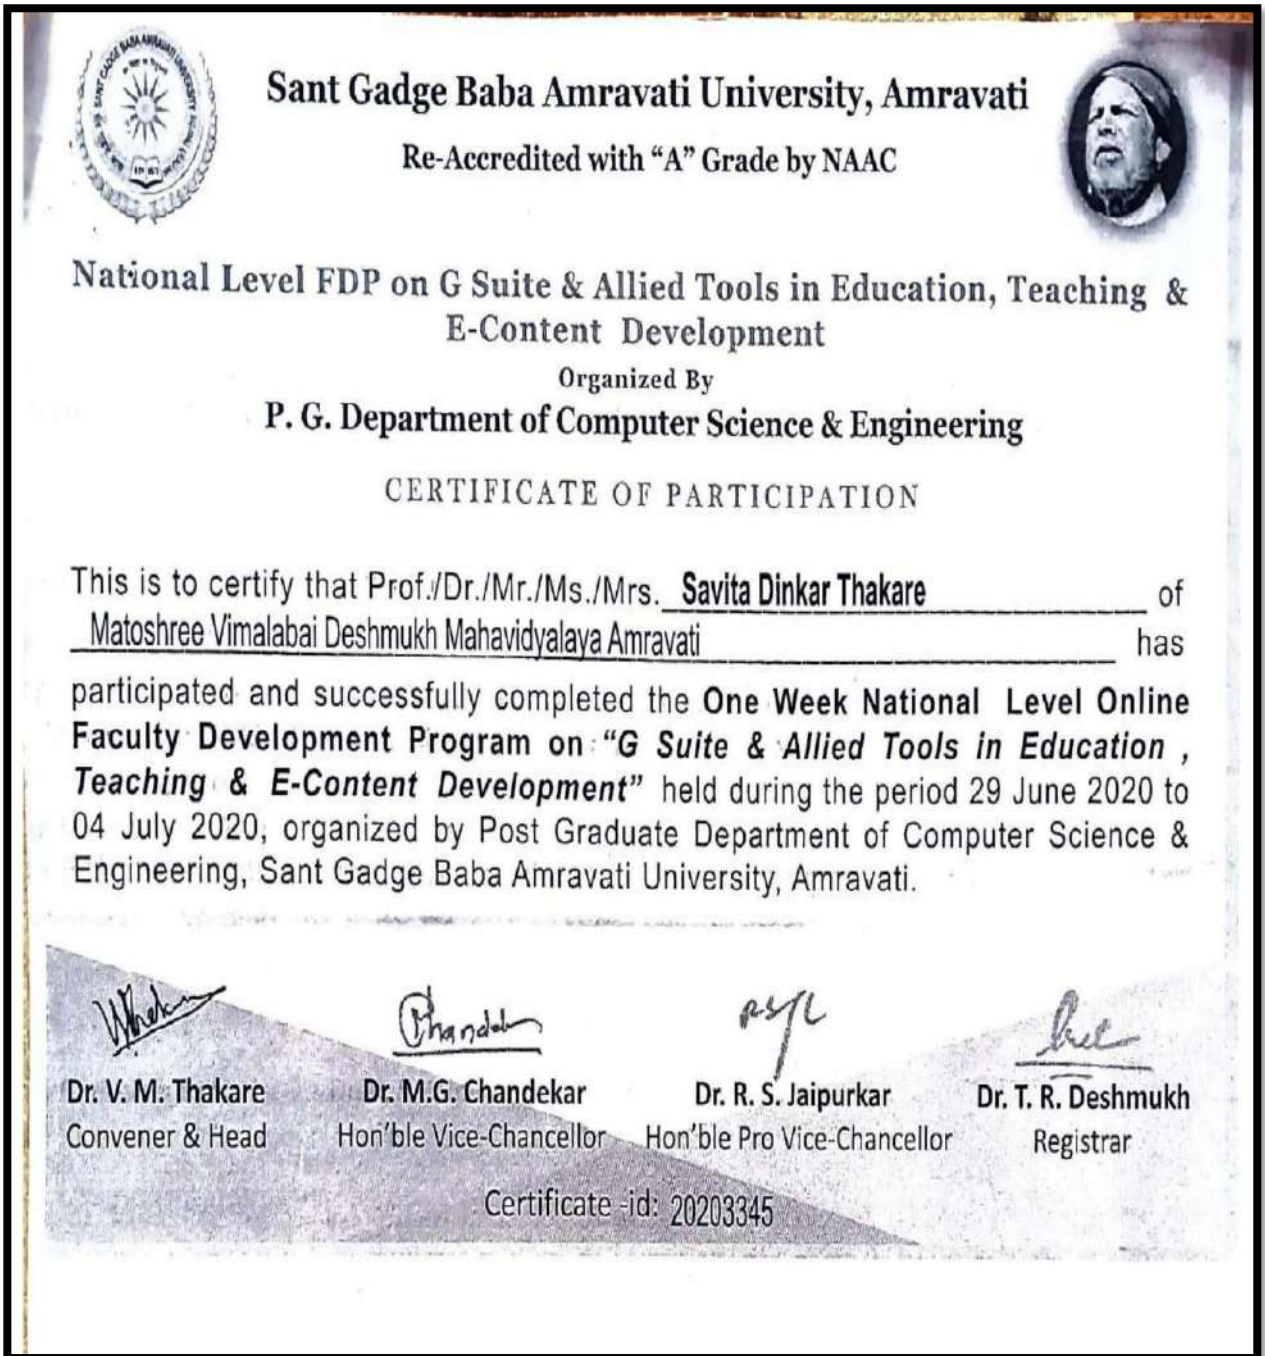 SANT GADGE BABA AMRAVATI UNIVERSITY
Sant Gadge Baba Amravati University, Amravati
Re-Accredited with “A” Grade by NAAC
National Level FDP on G Suite & Allied Tools in Education, Teaching &
E-Content Development
Organized By
P. G. Department of Computer Science & Engineering
CERTIFICATE OF PARTICIPATION
This is to certify that Prof./Dr./Mr./Ms./Mrs. Savita Dinkar Thakare of
Matoshree Vimalabai Deshmukh Mahavidyalaya Amravati has
participated and successfully completed the One Week National Level Online
Faculty Development Program on “G Suite & Allied Tools in Education ,
Teaching & E-Content Development” held during the period 29 June 2020 to
04 July 2020, organized by Post Graduate Department of Computer Science &
Engineering, Sant Gadge Baba Amravati University, Amravati.
Dr. V. M. Thakare Dr. M.G. Chandekar Dr. R. S. Jaipurkar Dr. T. R. Deshmukh
Convener & Head Hon’ble Vice-Chancellor Hon’ble Pro Vice-Chancellor Registrar
Certificate -id: 20203345